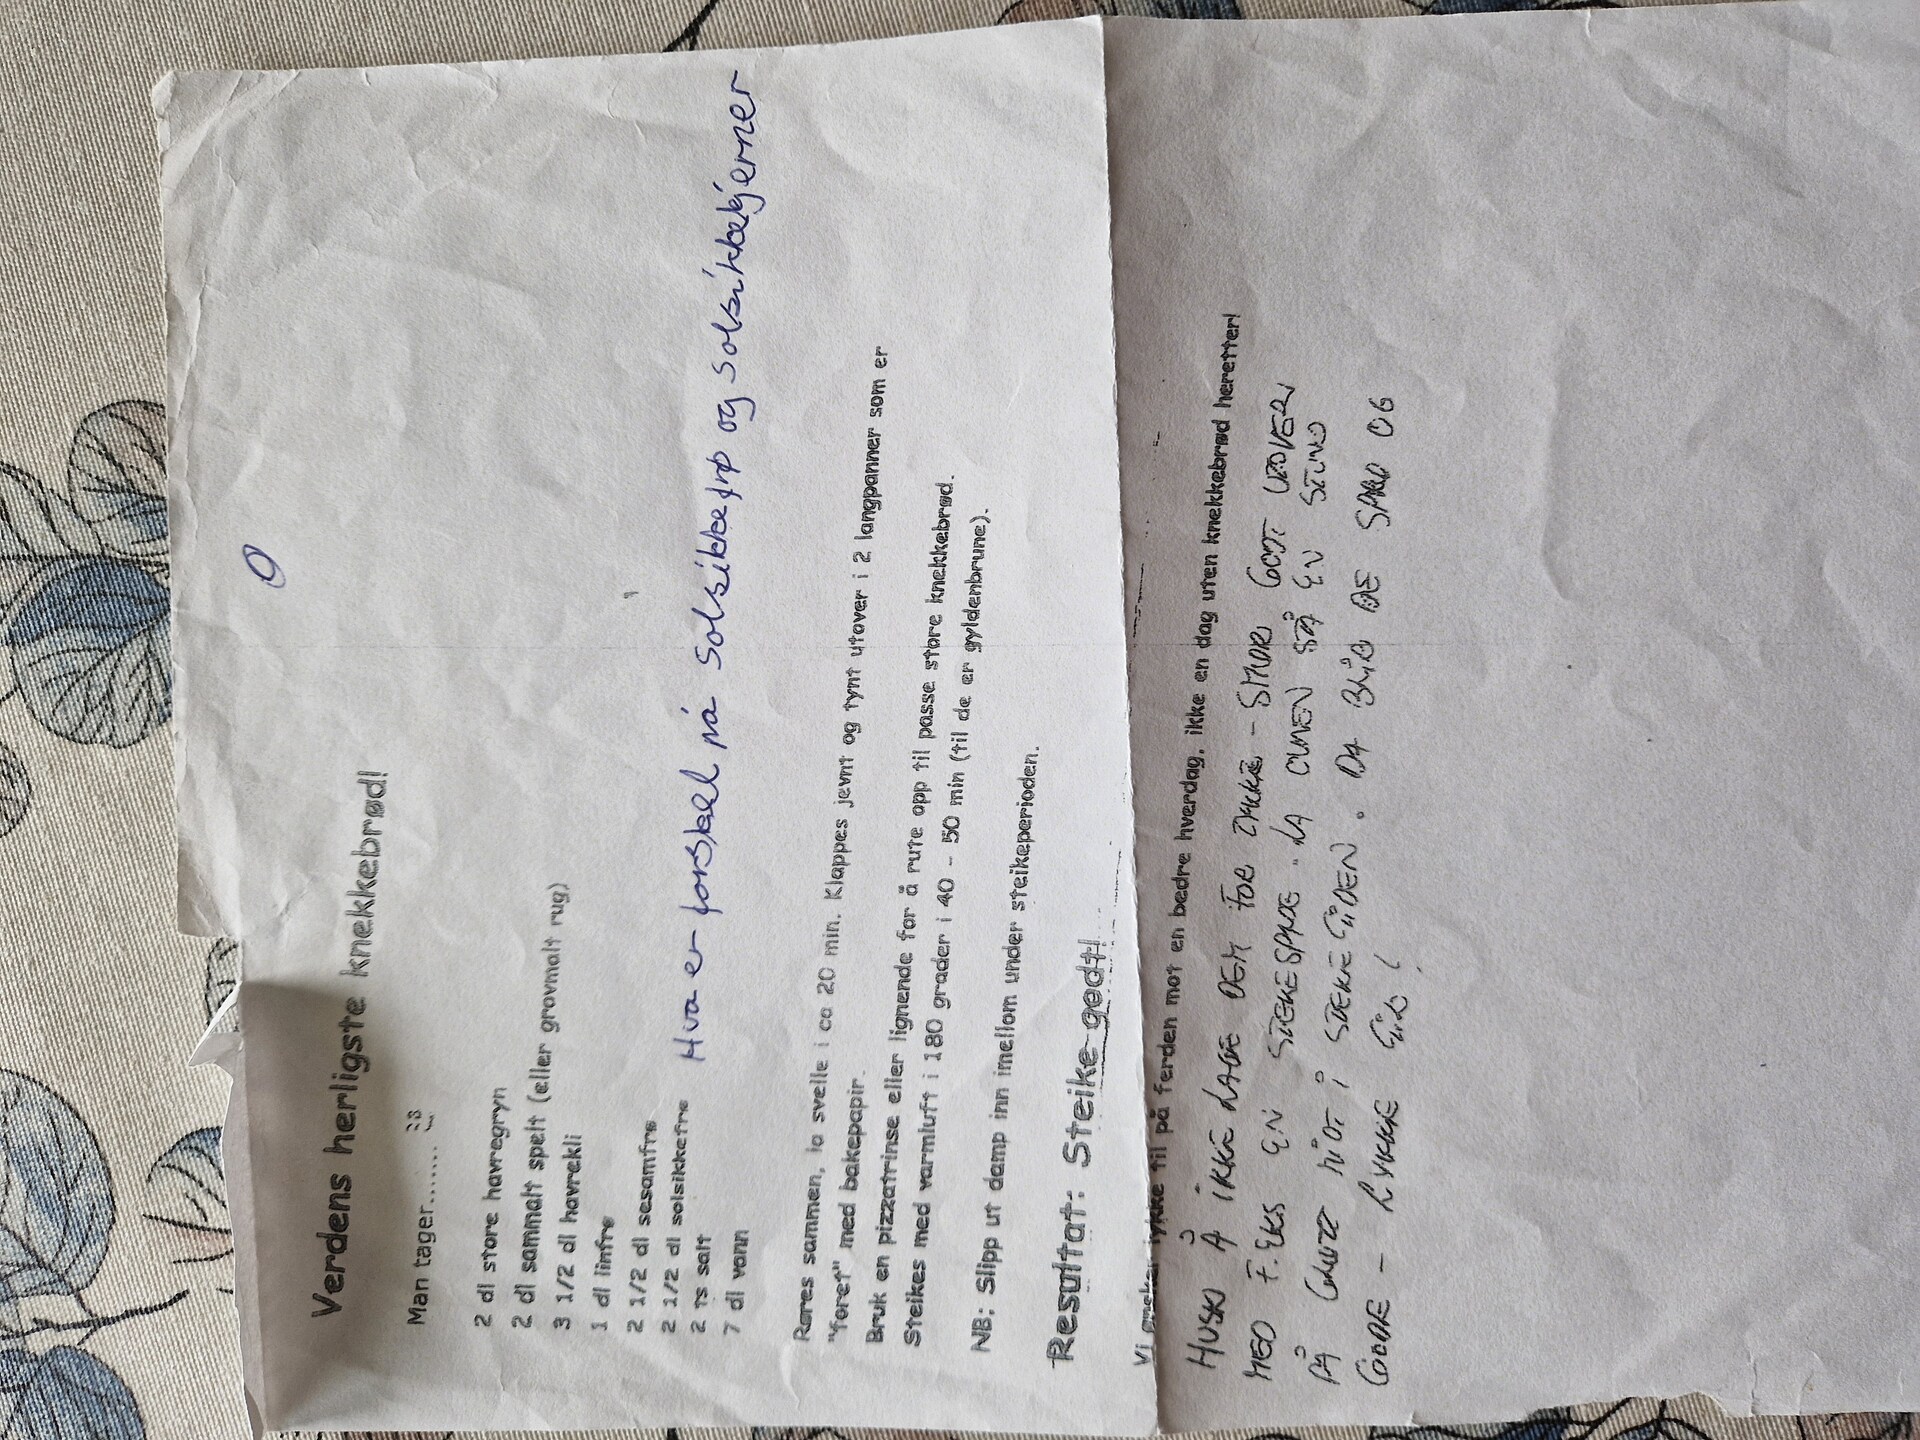 Verdens herligste knekkebrød!
Man tager.......
2 dl store havregryn
2 dl sammalt spelt (eller grovmalt rug)
3 1/2 dl havrekli
1 dl linfrø
2 1/2 dl sesamfrø
2 1/2 dl solsikkefrø
Hva er forskjel på solsikkefrø og solsikkekjerner
2 ts salt
7 dl vann
Røres sammen, la svelle i ca 20 min. Klappes jevnt og tynt utover i 2 langpanner som er
"foret" med bakepapir.
Bruk en pizzatrinse eller lignende for å rute opp til passe store knekkebrød.
Steikes med varmluft i 180 grader i 40 - 50 min (til de er gyldenbrune).
NB: Slipp ut damp inn imellom under steikeperioden.
Resultat: Steike godt!
Vi ønsker lykke til på ferden mot en bedre hverdag, ikke en dag uten knekkebrød heretter!
HUSK Å IKKE LAGE DEM FOR TYKKE - SMØR GODT UTOVER
MED F.EKS EN STEKESPADE. LA OVNEN STÅ EN STUND
PÅ GLØTT MIDT I STEKETIDEN. DA BLIR DE SPRØ OG
GODE - LYKKE TIL!